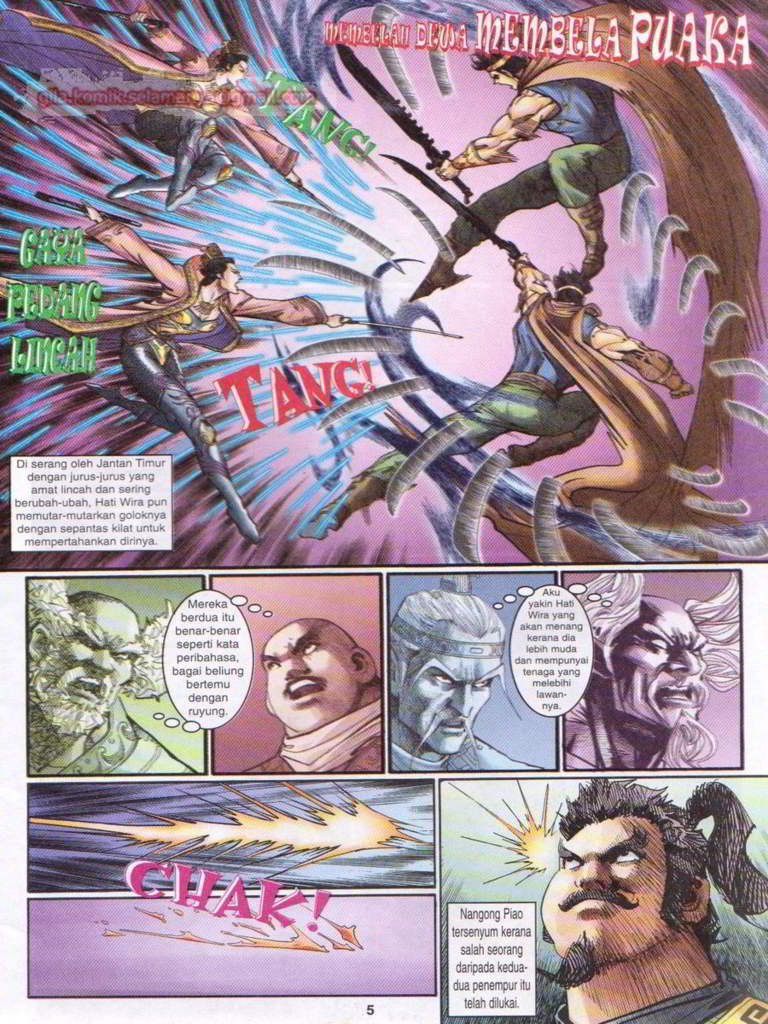 MEMBELAH DEWA MEMBELA PUAKA
TANG!
GAYA
PEDANG
LINCAH
TANG!
Di serang oleh Jantan Timur
dengan jurus-jurus yang
amat lincah dan sering
berubah-ubah, Hati Wira pun
memutar-mutarkan goloknya
dengan sepantas kilat untuk
mempertahankan dirinya.
Mereka
berdua itu
benar-benar
seperti kata
peribahasa,
bagai beliung
bertemu
dengan
ruyung.
Aku
yakin Hati
Wira yang
akan menang
kerana dia
lebih muda
dan mempunyai
tenaga yang
melebihi
lawan-
nya.
CHAK!
Nangong Piao
tersenyum kerana
salah seorang
daripada kedua-
dua penempur itu
telah dilukai.
5